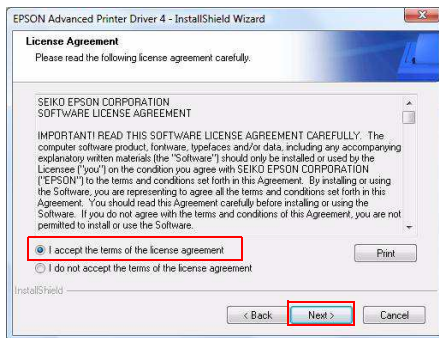 EPSON Advanced Printer Driver 4 - InstallShield Wizard
License Agreement
Please read the following license agreement carefully.
SEIKO EPSON CORPORATION
SOFTWARE LICENSE AGREEMENT
IMPORTANT! READ THIS SOFTWARE LICENSE AGREEMENT CAREFULLY. The
computer software product, fontware, typefaces and/or data, including any accompanying
explanatory written materials (the "Software") should only be installed or used by the
Licensee ("you") on the condition you agree with SEIKO EPSON CORPORATION
("EPSON") to the terms and conditions set forth in this Agreement. By installing or using
the Software, you are representing to agree all the terms and conditions set forth in this
Agreement. You should read this Agreement carefully before installing or using the
Software. If you do not agree with the terms and conditions of this Agreement, you are not
permitted to install or use the Software.
I accept the terms of the license agreement
Print
I do not accept the terms of the license agreement
InstallShield
< Back Next > Cancel